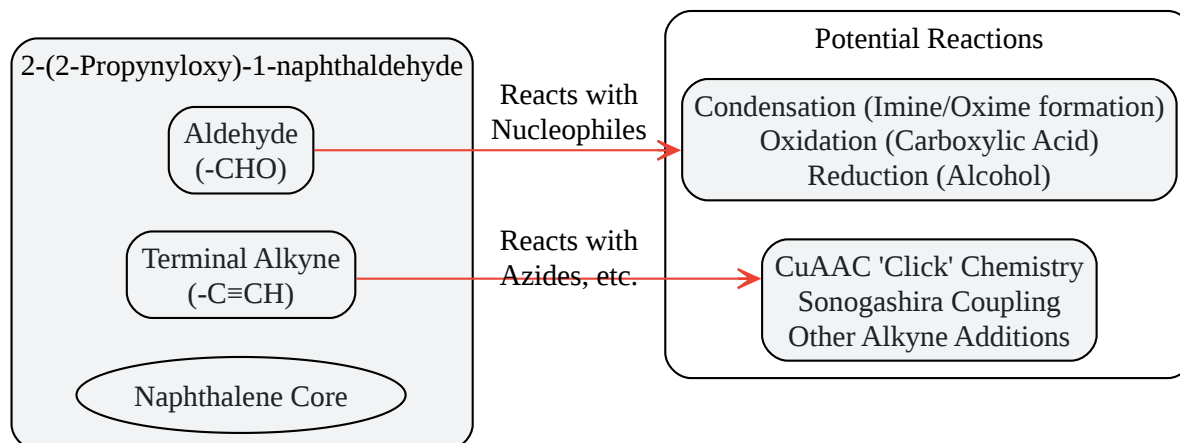 2-(2-Propynyloxy)-1-naphthaldehyde
Aldehyde
(-CHO)
Terminal Alkyne
(-C≡CH)
Naphthalene Core
Reacts with
Nucleophiles
Reacts with
Azides, etc.
Potential Reactions
Condensation (Imine/Oxime formation)
Oxidation (Carboxylic Acid)
Reduction (Alcohol)
CuAAC 'Click' Chemistry
Sonogashira Coupling
Other Alkyne Additions